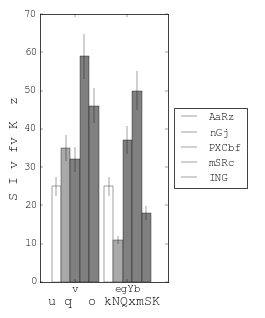 70
60
50
40
30
20
10
0
S I v fv K z
v egYb
u q o kNQxmSK
AaRz
nGj
PXCbf
mSRc
ING